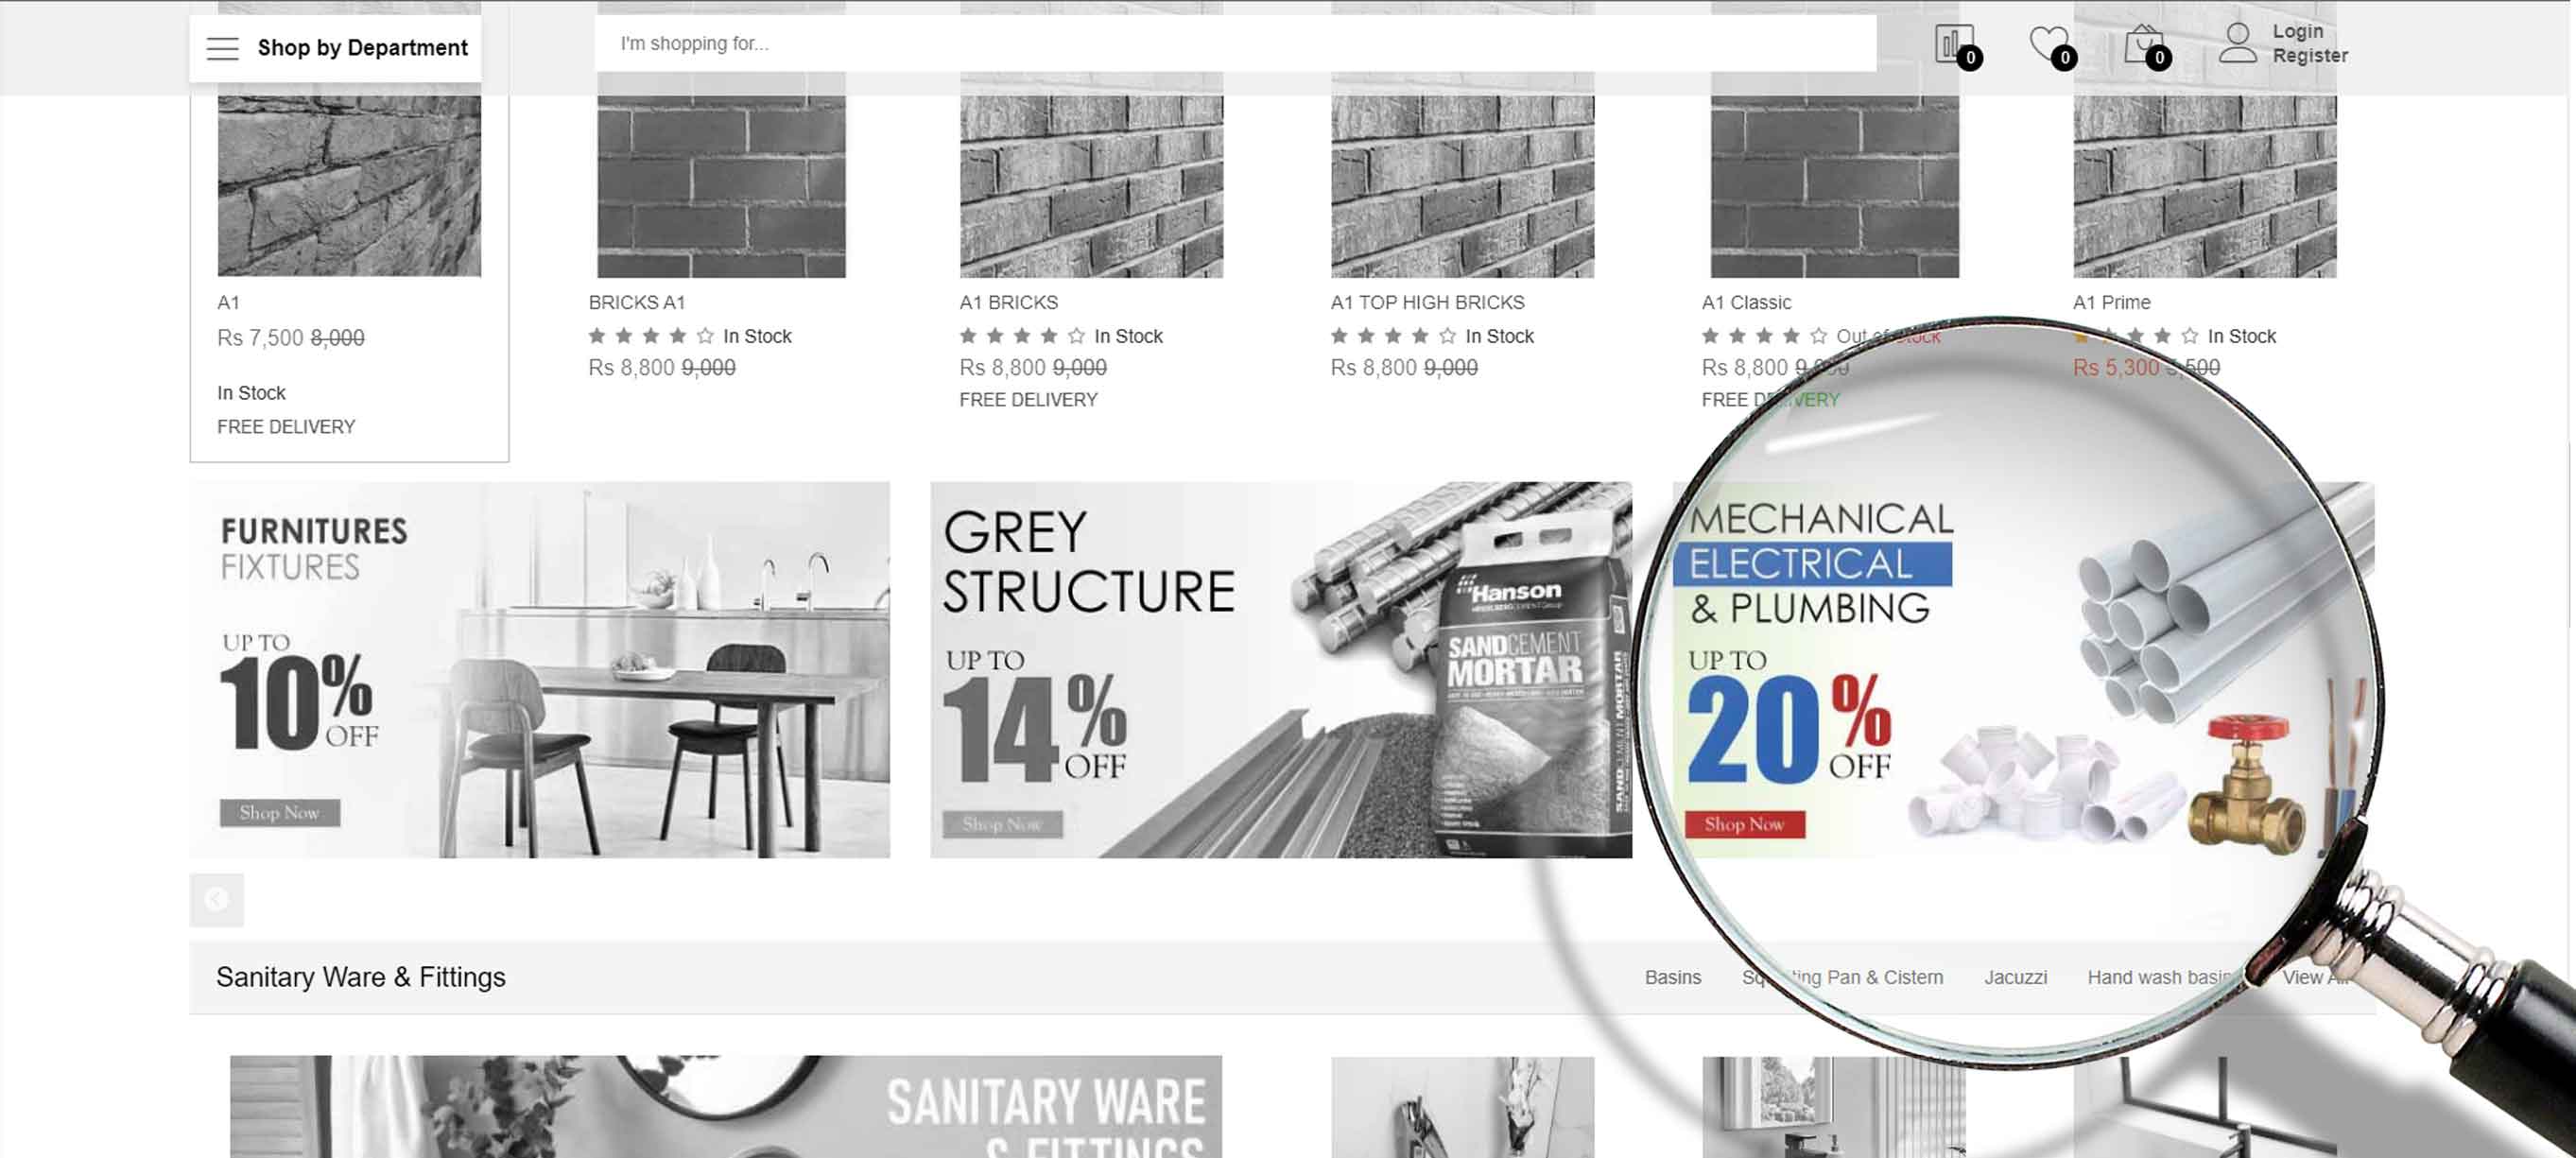 Shop by Department
I'm shopping for...
0
0
0
Login
Register
A1
Rs 7,500 8,000
In Stock
FREE DELIVERY
BRICKS A1
In Stock
Rs 8,800 9,000
A1 BRICKS
In Stock
Rs 8,800 9,000
FREE DELIVERY
A1 TOP HIGH BRICKS
In Stock
Rs 8,800 9,000
A1 Classic
Out of Stock
Rs 8,800 9,000
FREE DELIVERY
A1 Prime
In Stock
Rs 5,300 5,500
FURNITURES
FIXTURES
UP TO
10%
OFF
Shop Now
GREY
STRUCTURE
UP TO
14%
OFF
Shop Now
Hanson
SANDCEMENT
MORTAR
SANDCEMENT MORTAR
MECHANICAL
ELECTRICAL
& PLUMBING
UP TO
20%
OFF
Shop Now
Sanitary Ware & Fittings
Basins
Squatting Pan & Cistern
Jacuzzi
Hand wash basin
View All
SANITARY WARE
& FITTINGS